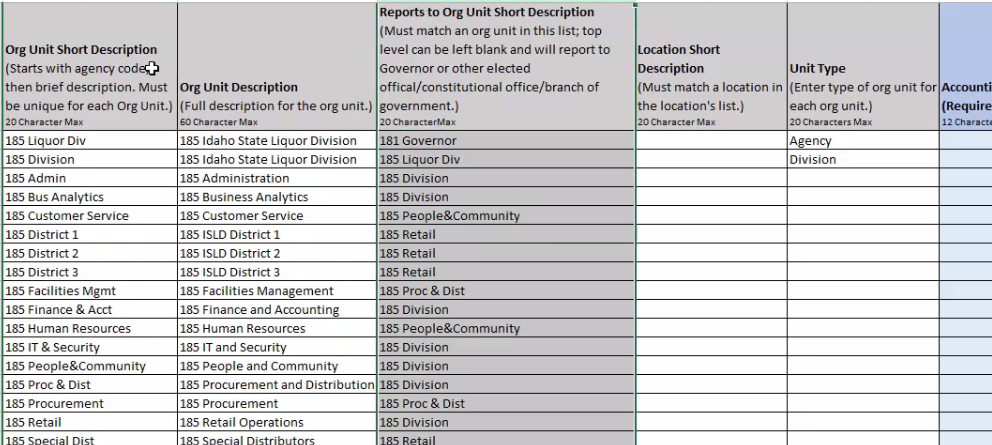 Org Unit Short Description
(Starts with agency code
then brief description. Must
be unique for each Org Unit.)
20 Character Max
Org Unit Description
(Full description for the org unit.)
60 Character Max
Reports to Org Unit Short Description
(Must match an org unit in this list; top
level can be left blank and will report to
Governor or other elected
offical/constitutional office/branch of
government.)
20 CharacterMax
Location Short
Description
(Must match a location in
the location's list.)
20 Character Max
Unit Type
(Enter type of org unit for
each org unit.)
20 Characters Max
Accounti
(Require
12 Characte
185 Liquor Div 185 Idaho State Liquor Division 181 Governor Agency
185 Division 185 Idaho State Liquor Division 185 Liquor Div Division
185 Admin 185 Administration 185 Division
185 Bus Analytics 185 Business Analytics 185 Division
185 Customer Service 185 Customer Service 185 People&Community
185 District 1 185 ISLD District 1 185 Retail
185 District 2 185 ISLD District 2 185 Retail
185 District 3 185 ISLD District 3 185 Retail
185 Facilities Mgmt 185 Facilities Management 185 Proc & Dist
185 Finance & Acct 185 Finance and Accounting 185 Division
185 Human Resources 185 Human Resources 185 People&Community
185 IT & Security 185 IT and Security 185 Division
185 People&Community 185 People and Community 185 Division
185 Proc & Dist 185 Procurement and Distribution 185 Division
185 Procurement 185 Procurement 185 Proc & Dist
185 Retail 185 Retail Operations 185 Division
185 Special Dist 185 Special Distributors 185 Retail